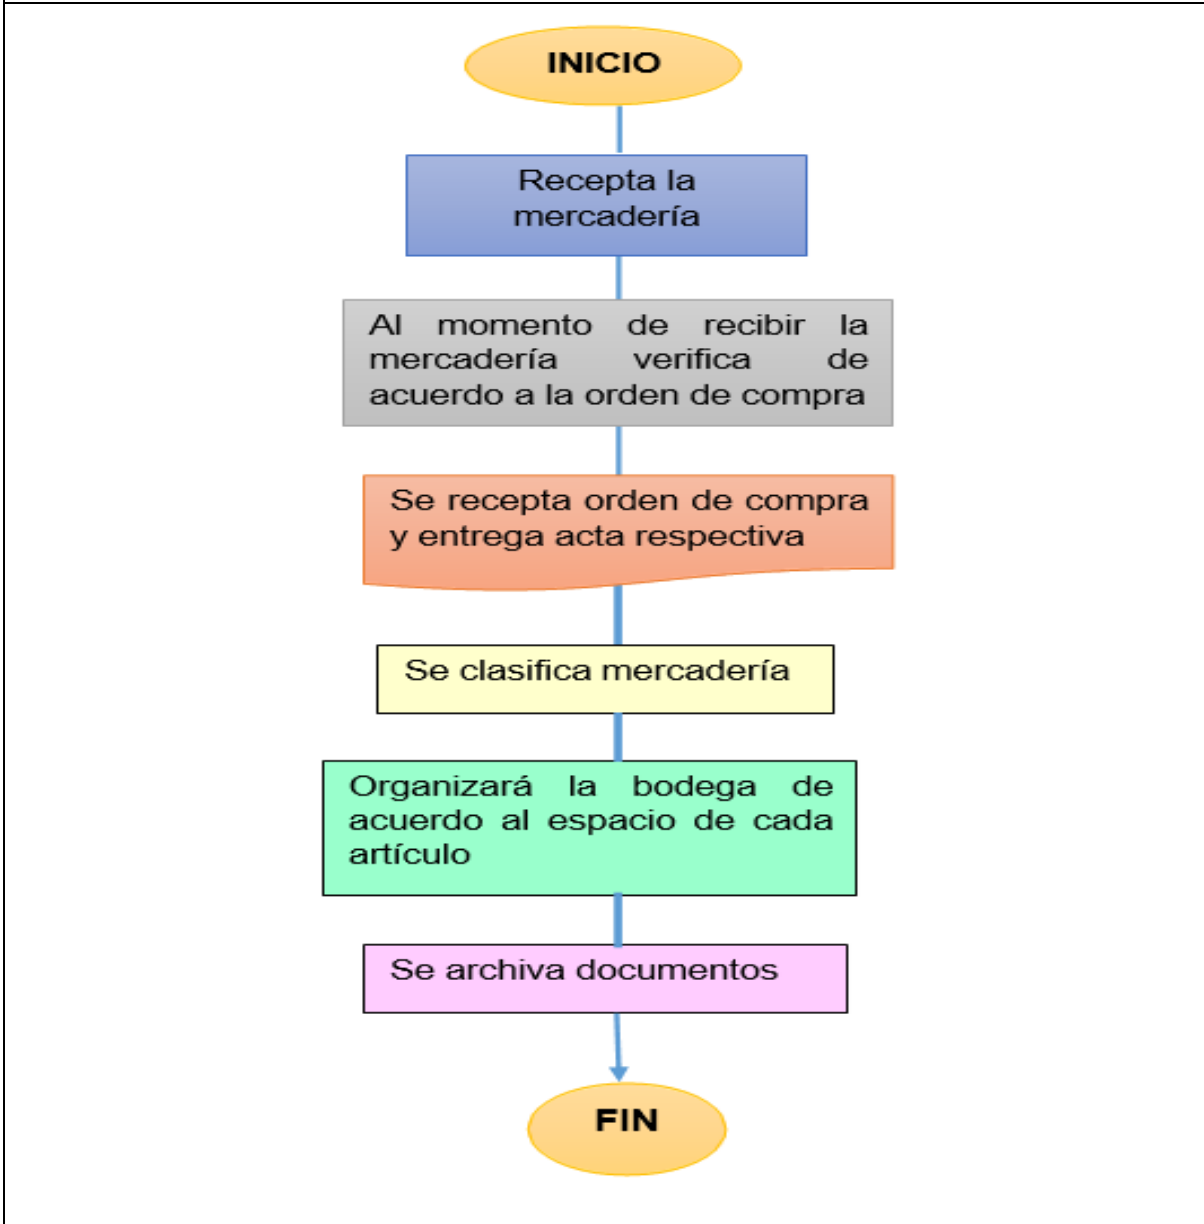 INICIO
Recepta la
mercadería
Al momento de recibir la
mercadería verifica de
acuerdo a la orden de compra
Se recepta orden de compra
y entrega acta respectiva
Se clasifica mercadería
Organizará la bodega de
acuerdo al espacio de cada
artículo
Se archiva documentos
FIN